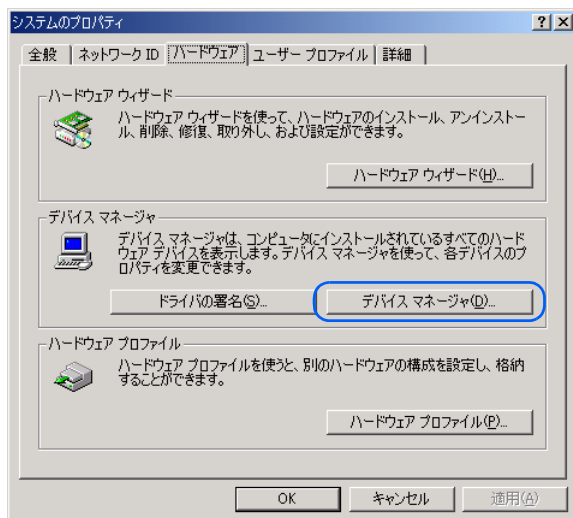 システムのプロパティ
全般 ネットワーク ID ハードウェア ユーザー プロファイル 詳細
ハードウェア ウィザード
ハードウェア ウィザードを使って、ハードウェアのインストール、アンインストー
ル、削除、修復、取り外し、および設定ができます。
ハードウェア ウィザード(H)...
デバイス マネージャ
デバイス マネージャは、コンピュータにインストールされているすべてのハード
ウェア デバイスを表示します。デバイス マネージャを使って、各デバイスのプ
ロパティを変更できます。
ドライバの署名(S)... デバイス マネージャ(D)...
ハードウェア プロファイル
ハードウェア プロファイルを使うと、別のハードウェアの構成を設定し、格納
することができます。
ハードウェア プロファイル(P)...
OK キャンセル 適用(A)